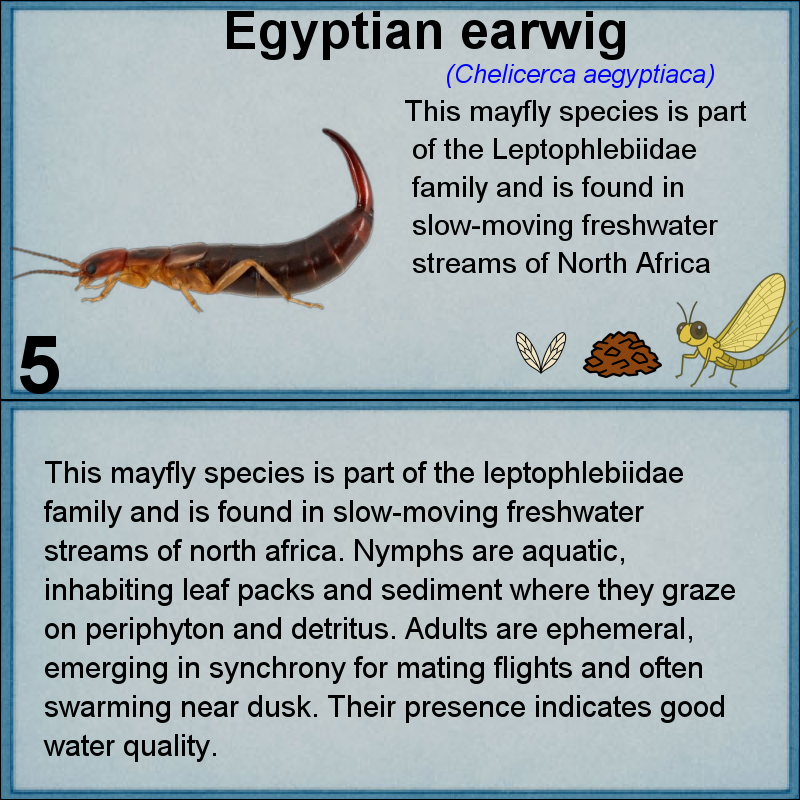 Egyptian earwig
(Chelicerca aegyptiaca)
This mayfly species is part
of the Leptophlebiidae
family and is found in
slow-moving freshwater
streams of North Africa
5
This mayfly species is part of the leptophlebiidae
family and is found in slow-moving freshwater
streams of north africa. Nymphs are aquatic,
inhabiting leaf packs and sediment where they graze
on periphyton and detritus. Adults are ephemeral,
emerging in synchrony for mating flights and often
swarming near dusk. Their presence indicates good
water quality.